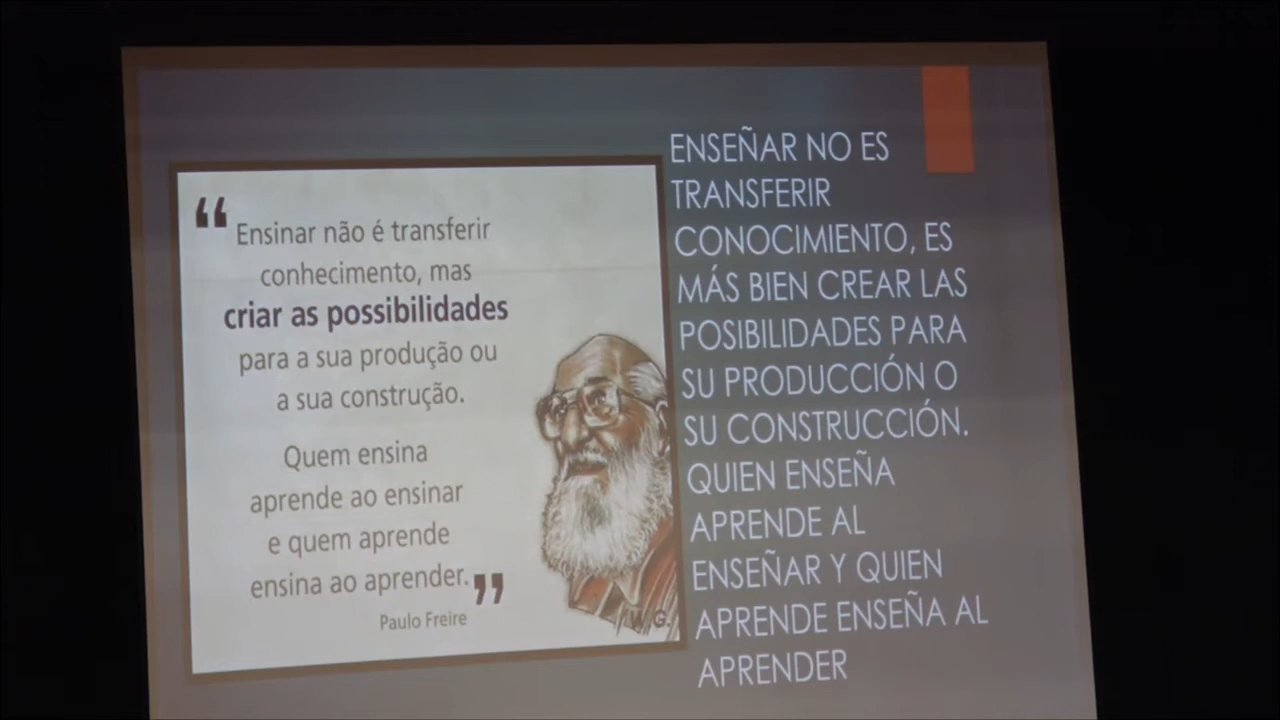 “ Ensinar não é transferir
conhecimento, mas
criar as possibilidades
para a sua produção ou
a sua construção.
Quem ensina
aprende ao ensinar
e quem aprende
ensina ao aprender. ”
Paulo Freire
W.G.
ENSEÑAR NO ES
TRANSFERIR
CONOCIMIENTO, ES
MÁS BIEN CREAR LAS
POSIBILIDADES PARA
SU PRODUCCIÓN O
SU CONSTRUCCIÓN.
QUIEN ENSEÑA
APRENDE AL
ENSEÑAR Y QUIEN
APRENDE ENSEÑA AL
APRENDER